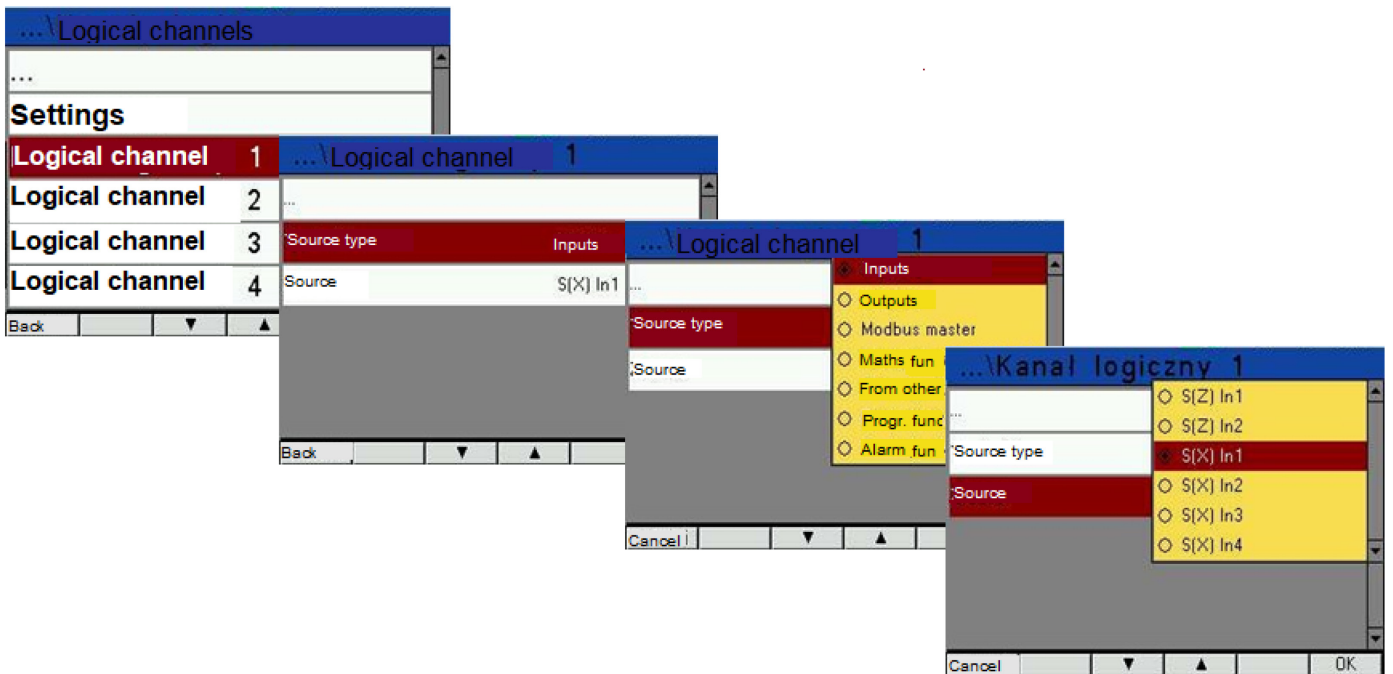 ...\Logical channels
...
Settings
Logical channel 1
Logical channel 2
Logical channel 3
Logical channel 4
Back ▼ ▲
...\Logical channel 1
...
Source type Inputs
Source S(X) In1
Back ▼ ▲
...\Logical channel 1
...
Source type
Source
Inputs
Outputs
Modbus master
Maths fun
From other
Progr. func
Alarm fun
Cancel ▼ ▲
...\Kanał logiczny 1
...
Source type
Source
S(Z) In1
S(Z) In2
S(X) In1
S(X) In2
S(X) In3
S(X) In4
Cancel ▼ ▲ OK